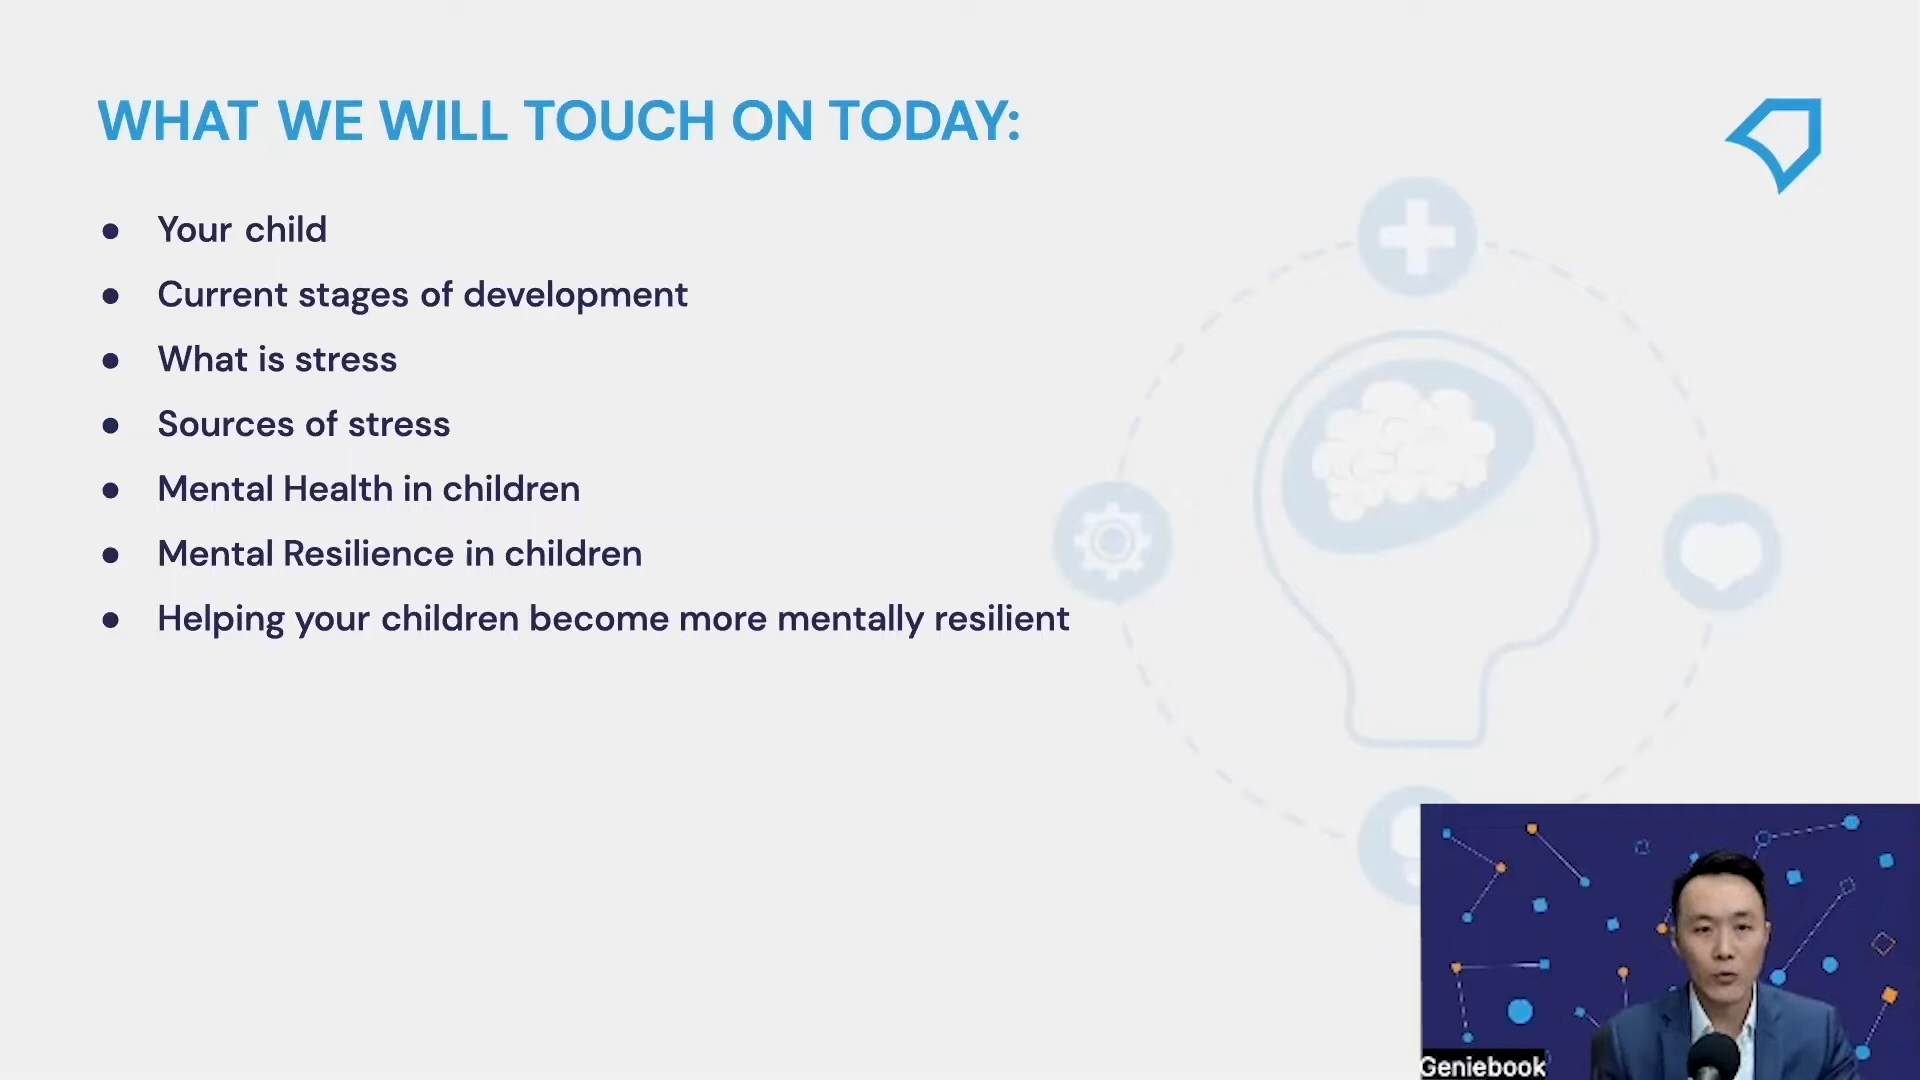 WHAT WE WILL TOUCH ON TODAY:
● Your child
● Current stages of development
● What is stress
● Sources of stress
● Mental Health in children
● Mental Resilience in children
● Helping your children become more mentally resilient
Geniebook